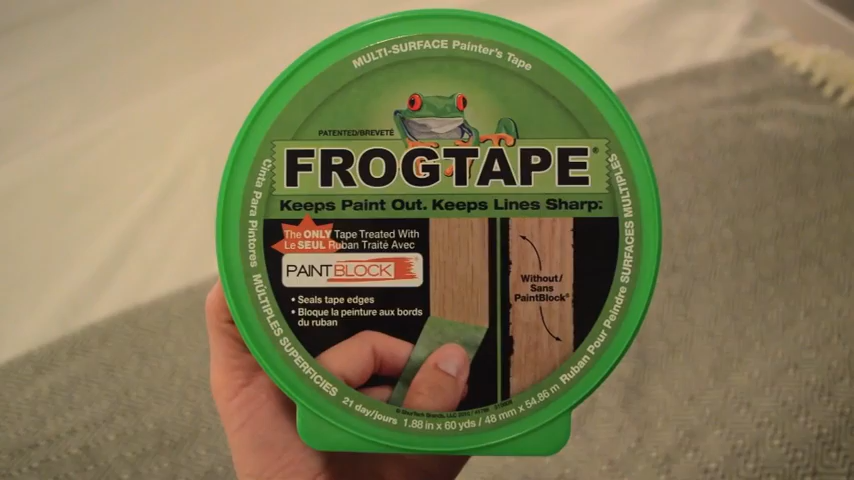 MULTI-SURFACE Painter's Tape
PATENTED/BREVETÉ
FROGTAPE®
Keeps Paint Out. Keeps Lines Sharp.
The ONLY Tape Treated With
Le SEUL Ruban Traité Avec
PAINTBLOCK
• Seals tape edges
• Bloque la peinture aux bords
du ruban
Without/
Sans
PaintBlock®
Cinta Para Pintores MÚLTIPLES SUPERFICIES
21 day/jours 1.88 in x 60 yds / 48 mm x 54.86 m
Ruban Pour Peindre SURFACES MULTIPLES